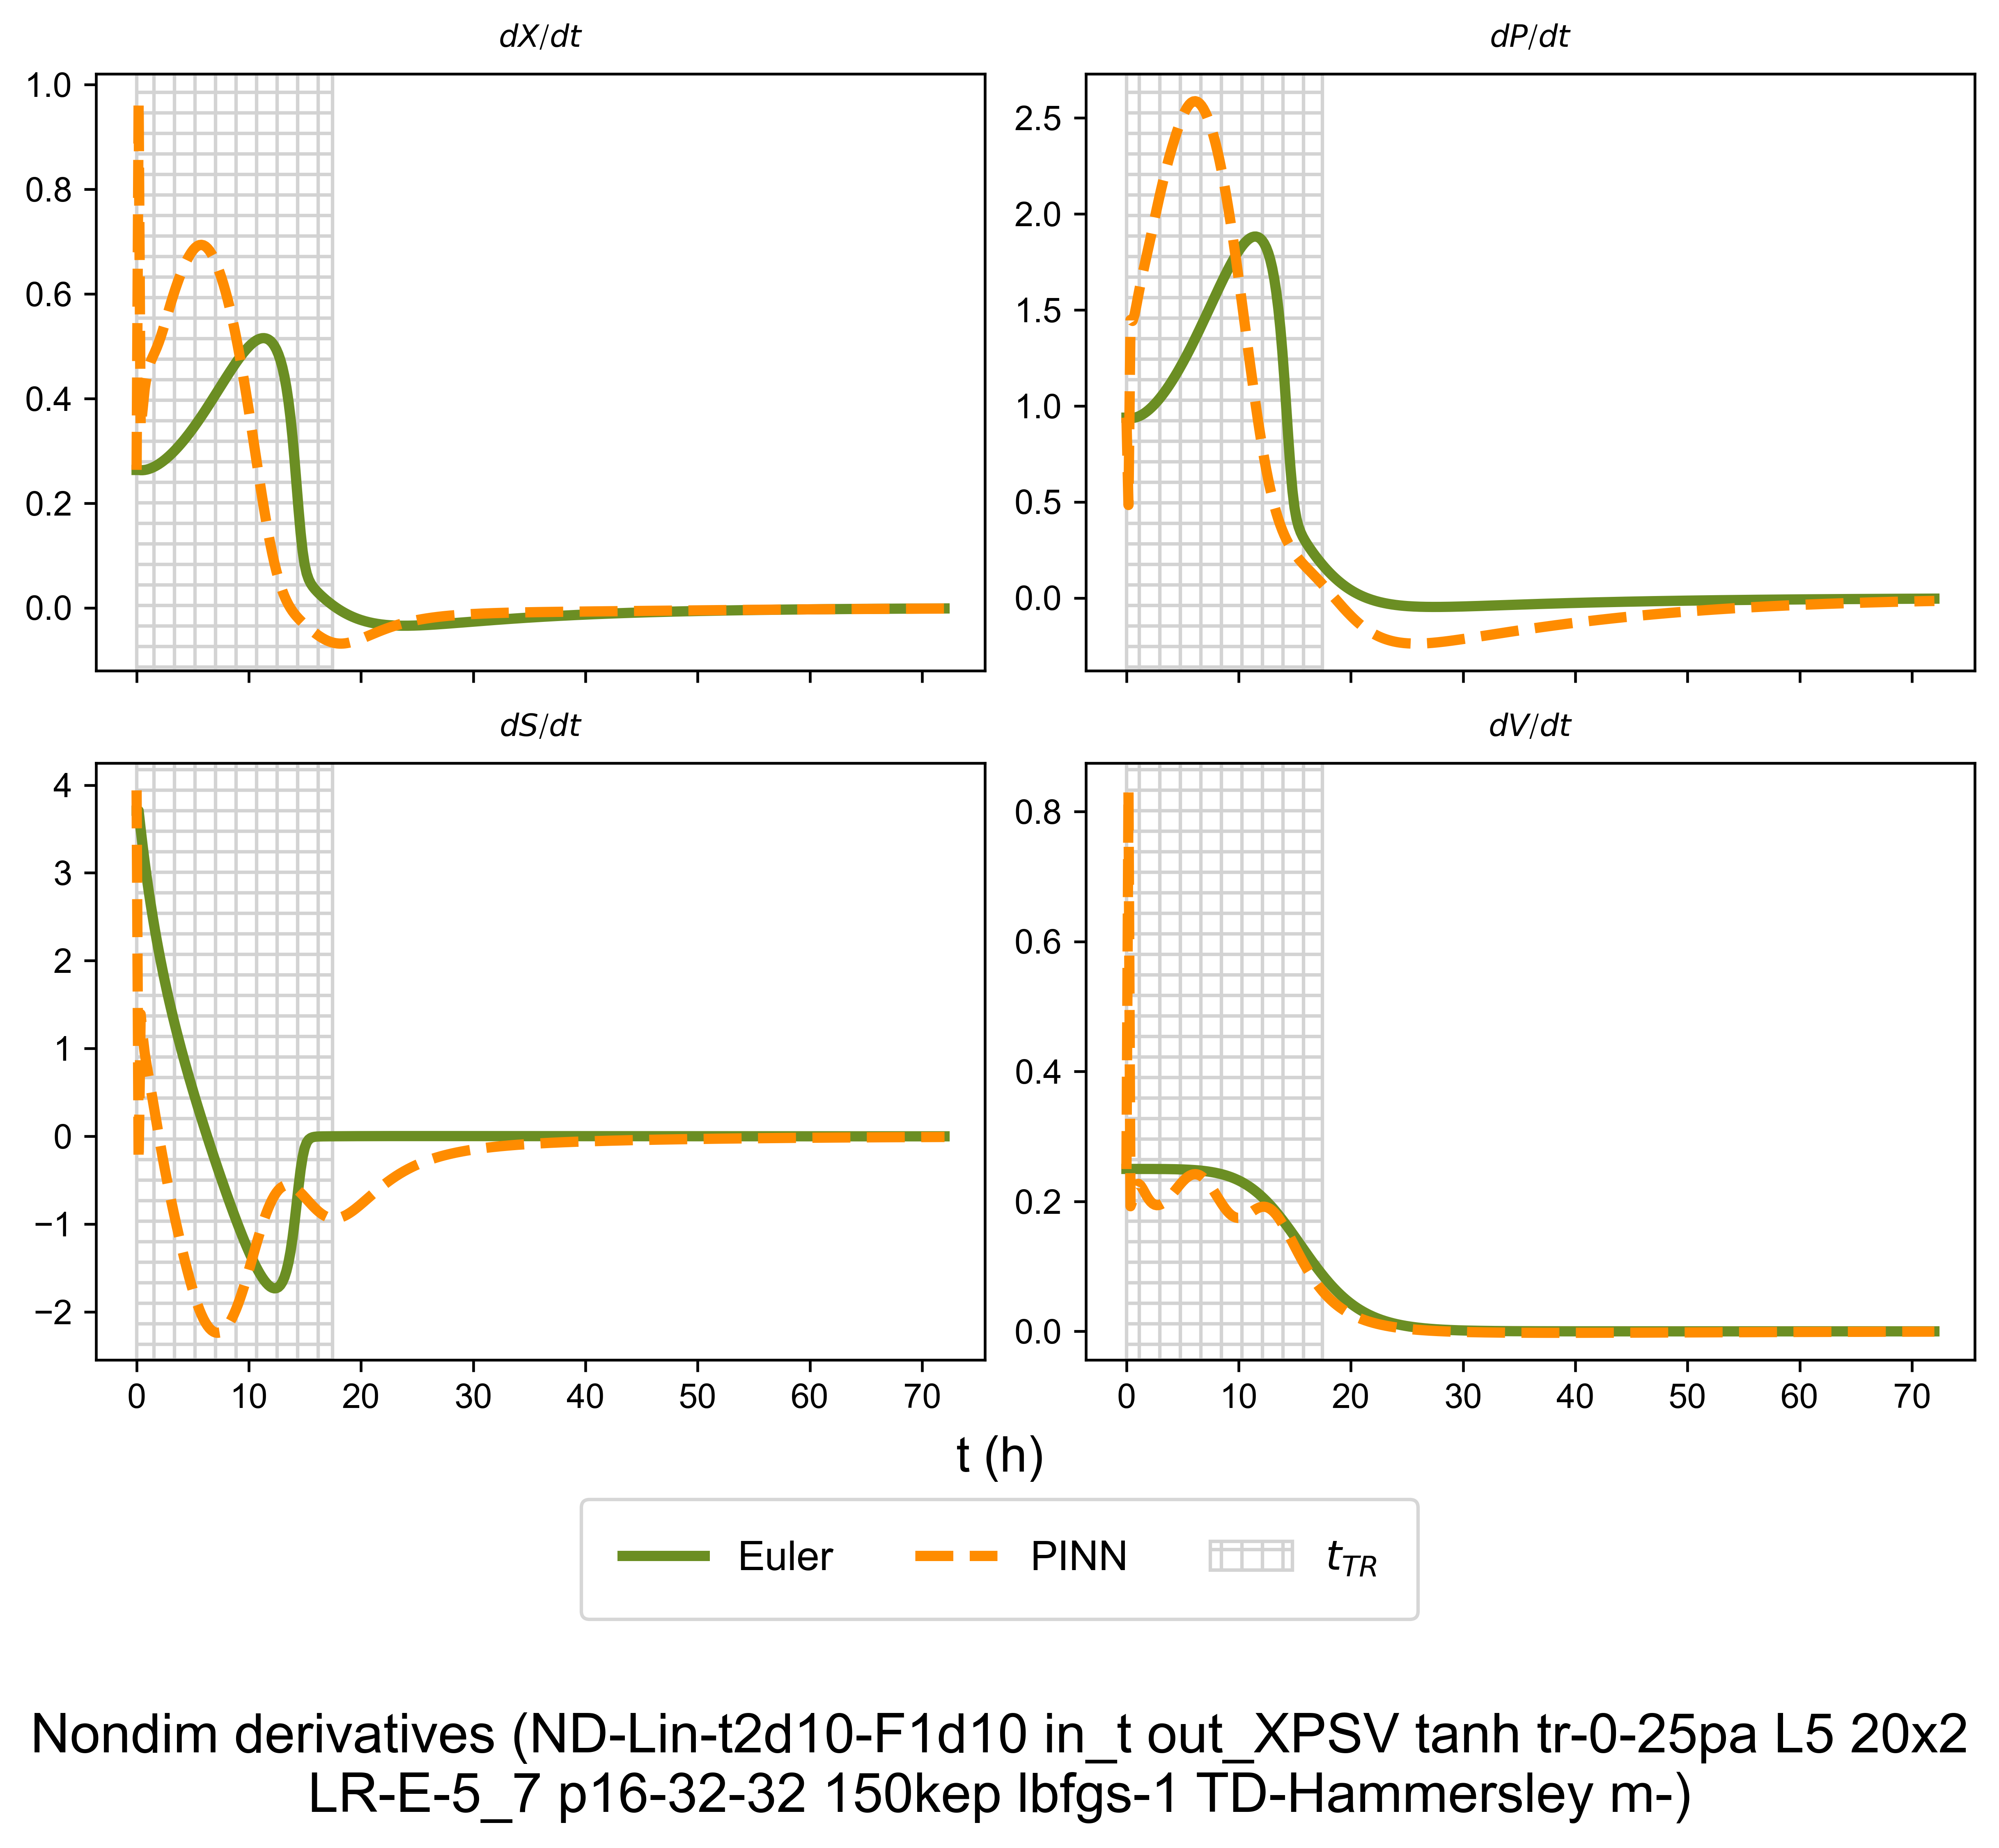 dX/dt
dP/dt
1.0
0.8
0.6
0.4
0.2
0.0
2.5
2.0
1.5
1.0
0.5
0.0
dS/dt
dV/dt
4
3
2
1
0
−1
−2
0.8
0.6
0.4
0.2
0.0
0 10 20 30 40 50 60 70
0 10 20 30 40 50 60 70
t (h)
Euler PINN t_TR
Nondim derivatives (ND-Lin-t2d10-F1d10 in_t out_XPSV tanh tr-0-25pa L5 20x2
LR-E-5_7 p16-32-32 150kep lbfgs-1 TD-Hammersley m-)